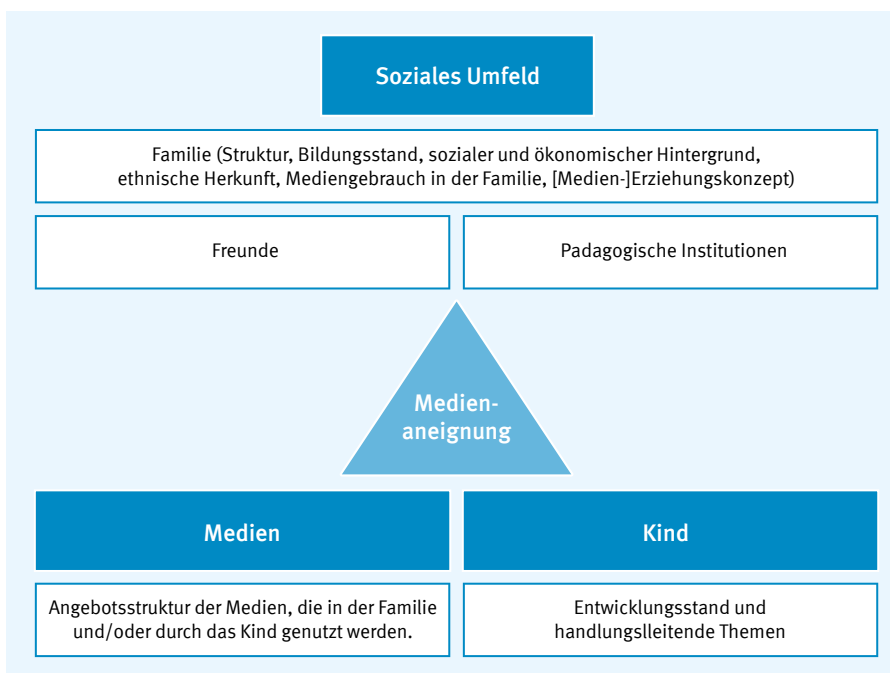 Soziales Umfeld
Familie (Struktur, Bildungsstand, sozialer und ökonomischer Hintergrund,
ethnische Herkunft, Mediengebrauch in der Familie, [Medien-]Erziehungskonzept)
Freunde
Padagogische Institutionen
Medien-
aneignung
Medien
Kind
Angebotsstruktur der Medien, die in der Familie
und/oder durch das Kind genutzt werden.
Entwicklungsstand und
handlungslleitende Themen